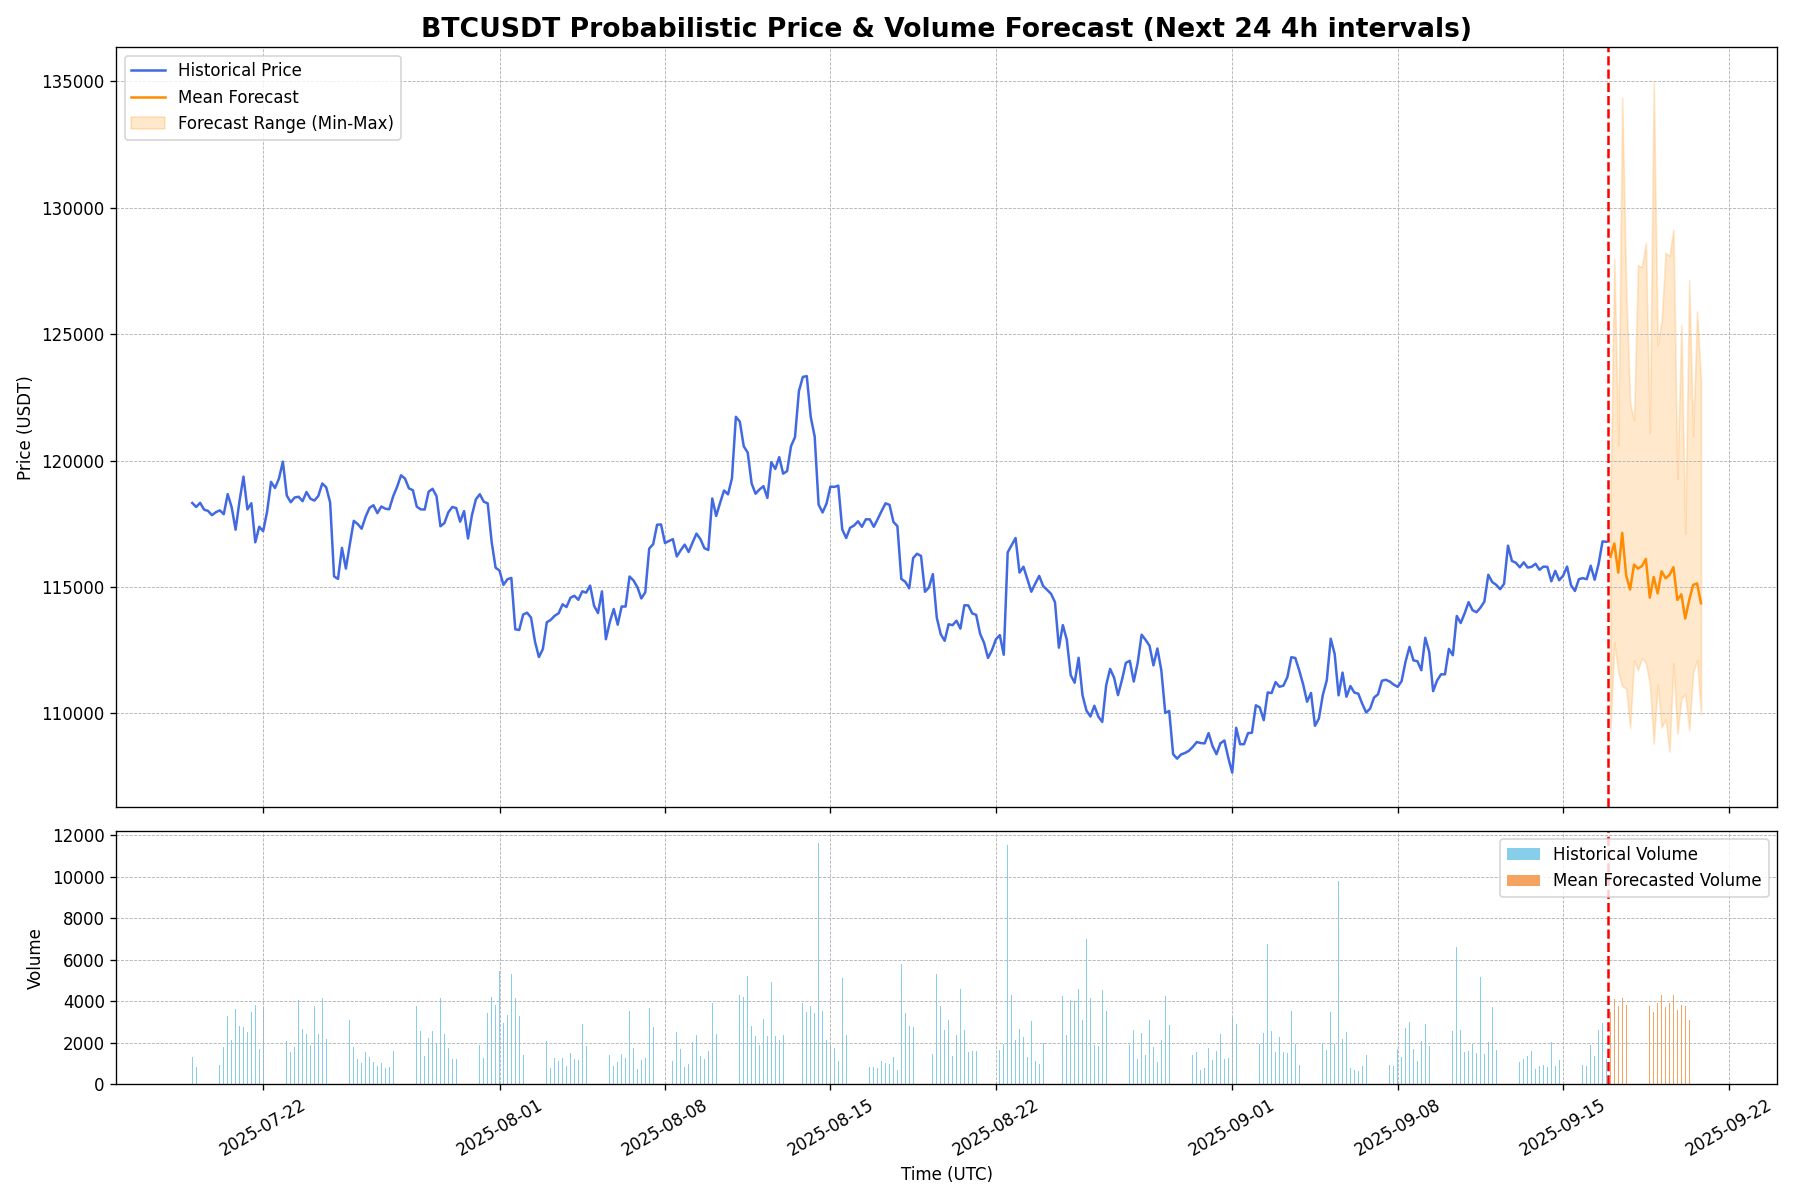 BTCUSDT Probabilistic Price & Volume Forecast (Next 24 4h intervals)
Historical Price
Mean Forecast
Forecast Range (Min-Max)
135000
130000
125000
120000
115000
110000
Price (USDT)
Historical Volume
Mean Forecasted Volume
12000
10000
8000
6000
4000
2000
0
Volume
2025-07-22
2025-08-01
2025-08-08
2025-08-15
2025-08-22
2025-09-01
2025-09-08
2025-09-15
2025-09-22
Time (UTC)